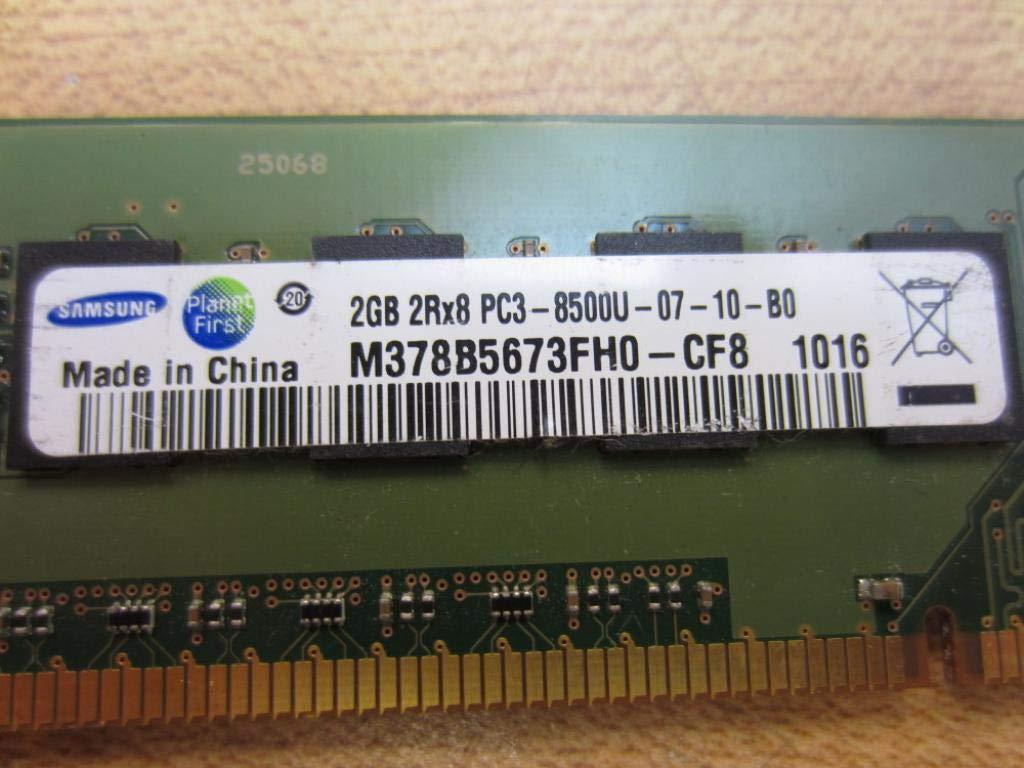 25068
SAMSUNG
Planet
First
20
2GB 2Rx8 PC3-8500U-07-10-B0
Made in China
M378B5673FH0-CF8 1016